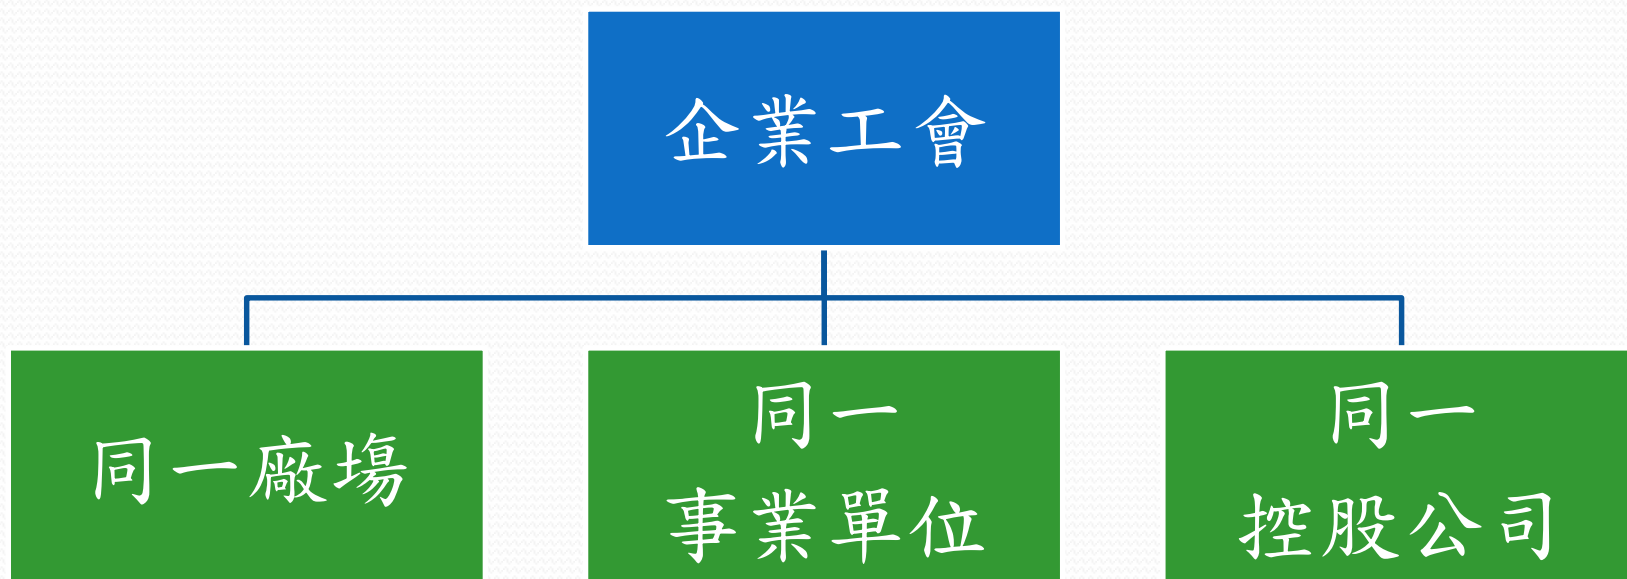 企業工會
同一廠場
同一
事業單位
同一
控股公司